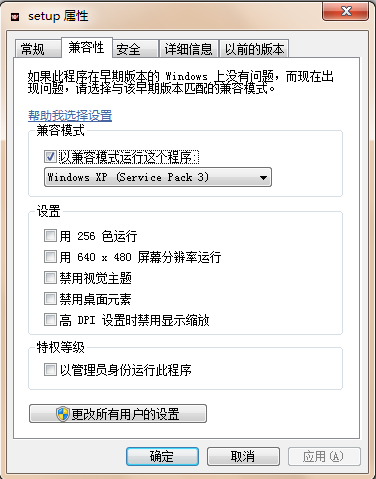 setup 属性
常规 兼容性 安全 详细信息 以前的版本
如果此程序在早期版本的 Windows 上没有问题，而现在出
现问题，请选择与该早期版本匹配的兼容模式。
帮助我选择设置
兼容模式
以兼容模式运行这个程序:
Windows XP (Service Pack 3)
设置
用 256 色运行
用 640 x 480 屏幕分辨率运行
禁用视觉主题
禁用桌面元素
高 DPI 设置时禁用显示缩放
特权等级
以管理员身份运行此程序
更改所有用户的设置
确定 取消 应用(A)